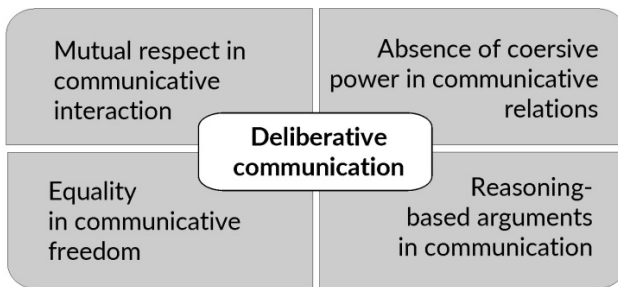 Mutual respect in
communicative
interaction
Absence of coersive
power in communicative
relations
Deliberative
communication
Equality
in communicative
freedom
Reasoning-
based arguments
in communication